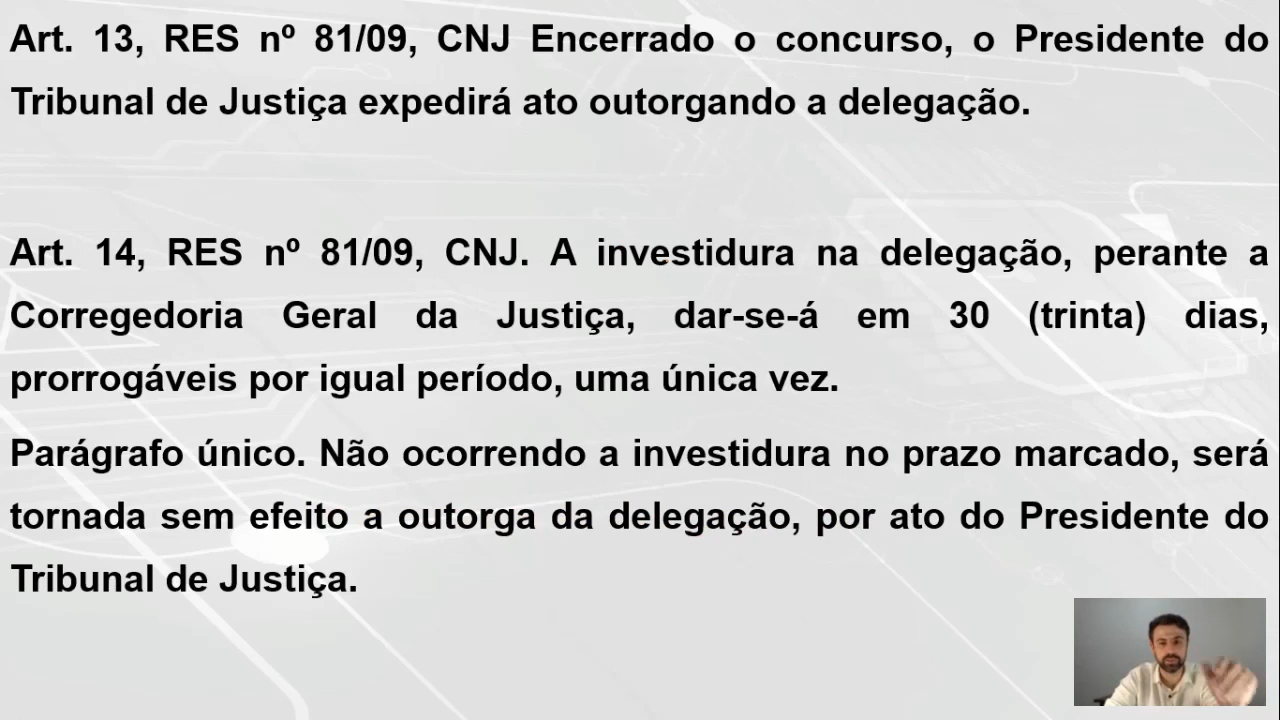 Art. 13, RES nº 81/09, CNJ Encerrado o concurso, o Presidente do
Tribunal de Justiça expedirá ato outorgando a delegação.
Art. 14, RES nº 81/09, CNJ. A investidura na delegação, perante a
Corregedoria Geral da Justiça, dar-se-á em 30 (trinta) dias,
prorrogáveis por igual período, uma única vez.
Parágrafo único. Não ocorrendo a investidura no prazo marcado, será
tornada sem efeito a outorga da delegação, por ato do Presidente do
Tribunal de Justiça.